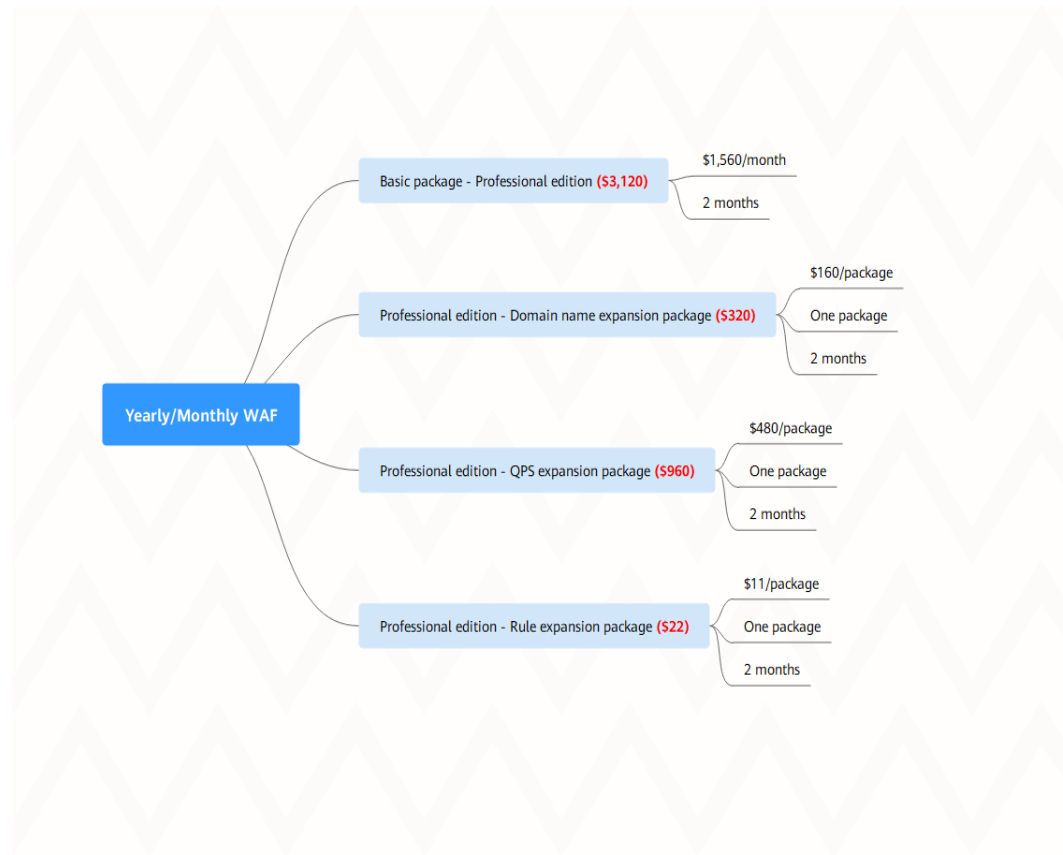 Yearly/Monthly WAF
Basic package - Professional edition ($3,120)
$1,560/month
2 months
Professional edition - Domain name expansion package ($320)
$160/package
One package
2 months
Professional edition - QPS expansion package ($960)
$480/package
One package
2 months
Professional edition - Rule expansion package ($22)
$11/package
One package
2 months